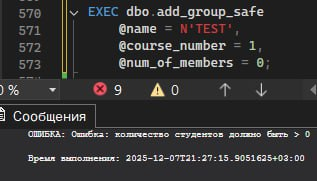 570
571 EXEC dbo.add_group_safe
572 @name = N'TEST',
573 @course_number = 1,
@num_of_members = 0;
0 % 9 0
Сообщения
ОШИБКА: Ошибка: количество студентов должно быть > 0
Время выполнения: 2025-12-07T21:27:15.9051625+03:00